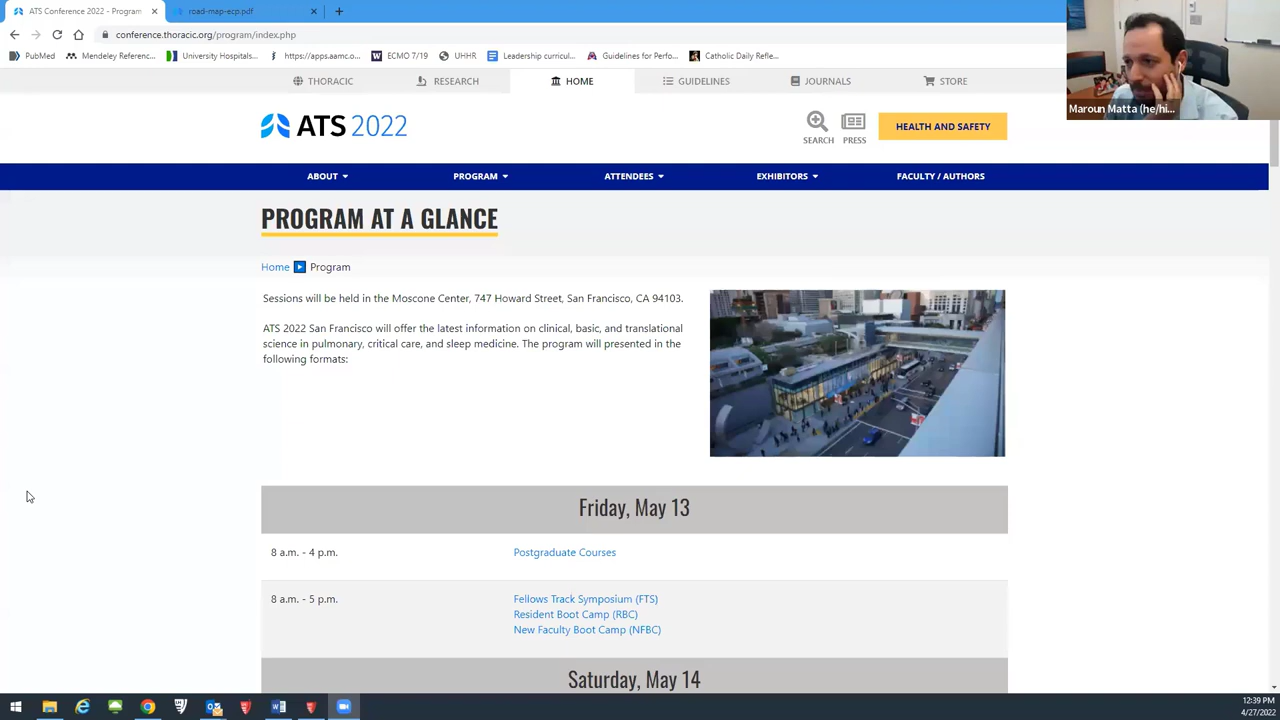 ATS Conference 2022 - Program
road-map-ecp.pdf
conference.thoracic.org/program/index.php
PubMed
Mendeley Referenc...
University Hospitals...
https://apps.aamc.o...
ECMO 7/19
UHHR
Leadership curricul...
Guidelines for Perfo...
Catholic Daily Refle...
THORACIC
RESEARCH
HOME
GUIDELINES
JOURNALS
STORE
Maroun Matta (he/hi...
ATS 2022
SEARCH
PRESS
HEALTH AND SAFETY
ABOUT
PROGRAM
ATTENDEES
EXHIBITORS
FACULTY / AUTHORS
PROGRAM AT A GLANCE
Home
Program
Sessions will be held in the Moscone Center, 747 Howard Street, San Francisco, CA 94103.
ATS 2022 San Francisco will offer the latest information on clinical, basic, and translational
science in pulmonary, critical care, and sleep medicine. The program will presented in the
following formats:
Friday, May 13
8 a.m. - 4 p.m.
Postgraduate Courses
8 a.m. - 5 p.m.
Fellows Track Symposium (FTS)
Resident Boot Camp (RBC)
New Faculty Boot Camp (NFBC)
Saturday, May 14
12:39 PM
4/27/2022